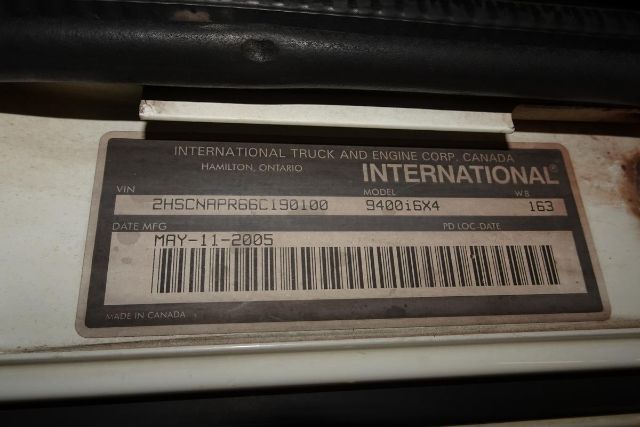 INTERNATIONAL TRUCK AND ENGINE CORP. CANADA
HAMILTON, ONTARIO INTERNATIONAL®
VIN MODEL WB
2HSCNAPR66C190100 9400i6X4 163
DATE MFG PD LOC-DATE
MAY-11-2005
MADE IN CANADA